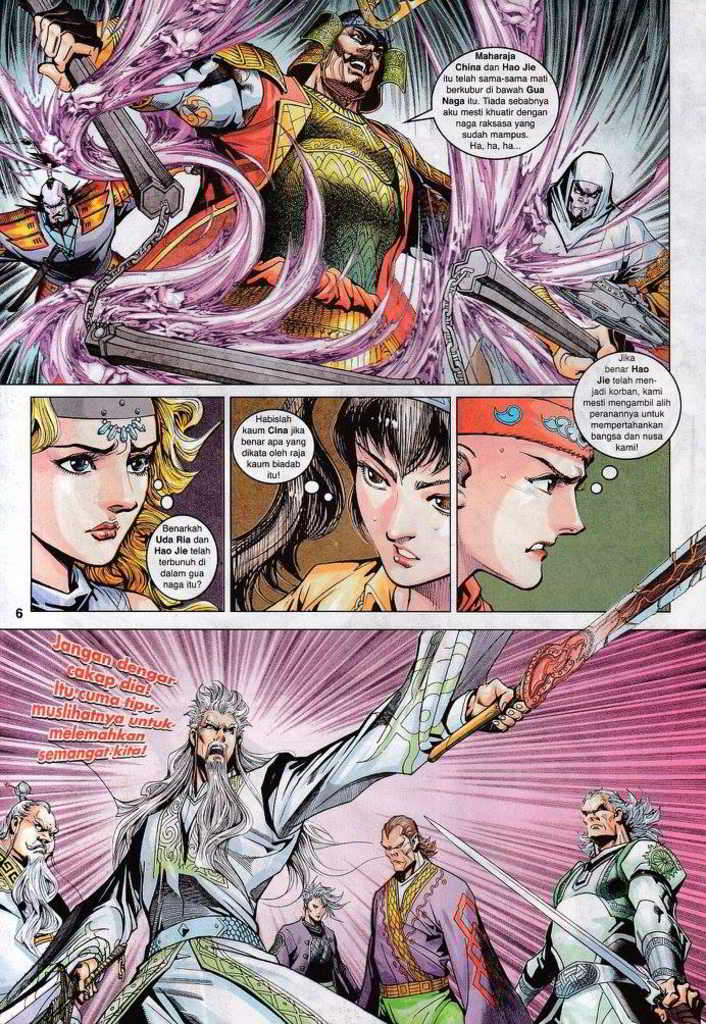 Maharaja
China dan Hao Jie
itu telah sama-sama mati
berkubur di bawah Gua
Naga itu. Tiada sebabnya
aku mesti khuatir dengan
naga raksasa yang
sudah mampus.
Ha, ha, ha...
Benarkah
Uda Ria dan
Hao Jie telah
terbunuh di
dalam gua
naga itu?
Habislah
kaum Cina jika
benar apa yang
dikata oleh raja
kaum biadab
itu!
Jika
benar Hao
Jie telah men-
jadi korban, kami
mesti mengambil alih
peranannya untuk
mempertahankan
bangsa dan nusa
kami!
6
Jangan dengar
cakap dia!
Itu cuma tipu-
muslihatnya untuk
melemahkan
semangat kita!